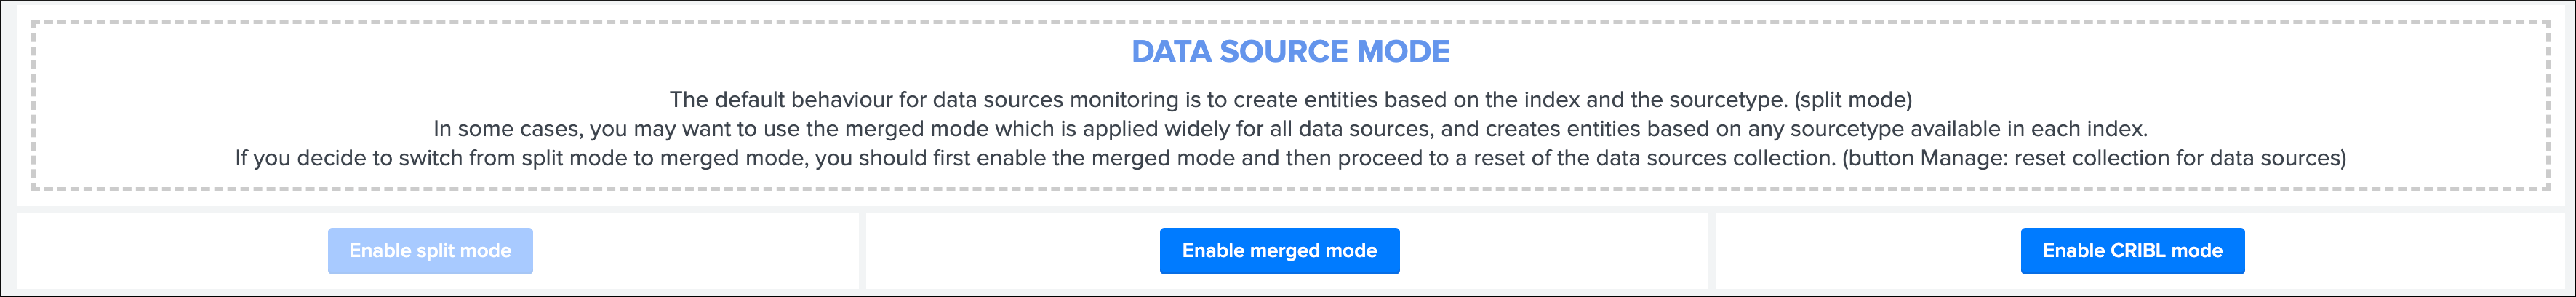 DATA SOURCE MODE
The default behaviour for data sources monitoring is to create entities based on the index and the sourcetype. (split mode)
In some cases, you may want to use the merged mode which is applied widely for all data sources, and creates entities based on any sourcetype available in each index.
If you decide to switch from split mode to merged mode, you should first enable the merged mode and then proceed to a reset of the data sources collection. (button Manage: reset collection for data sources)
Enable split mode
Enable merged mode
Enable CRIBL mode